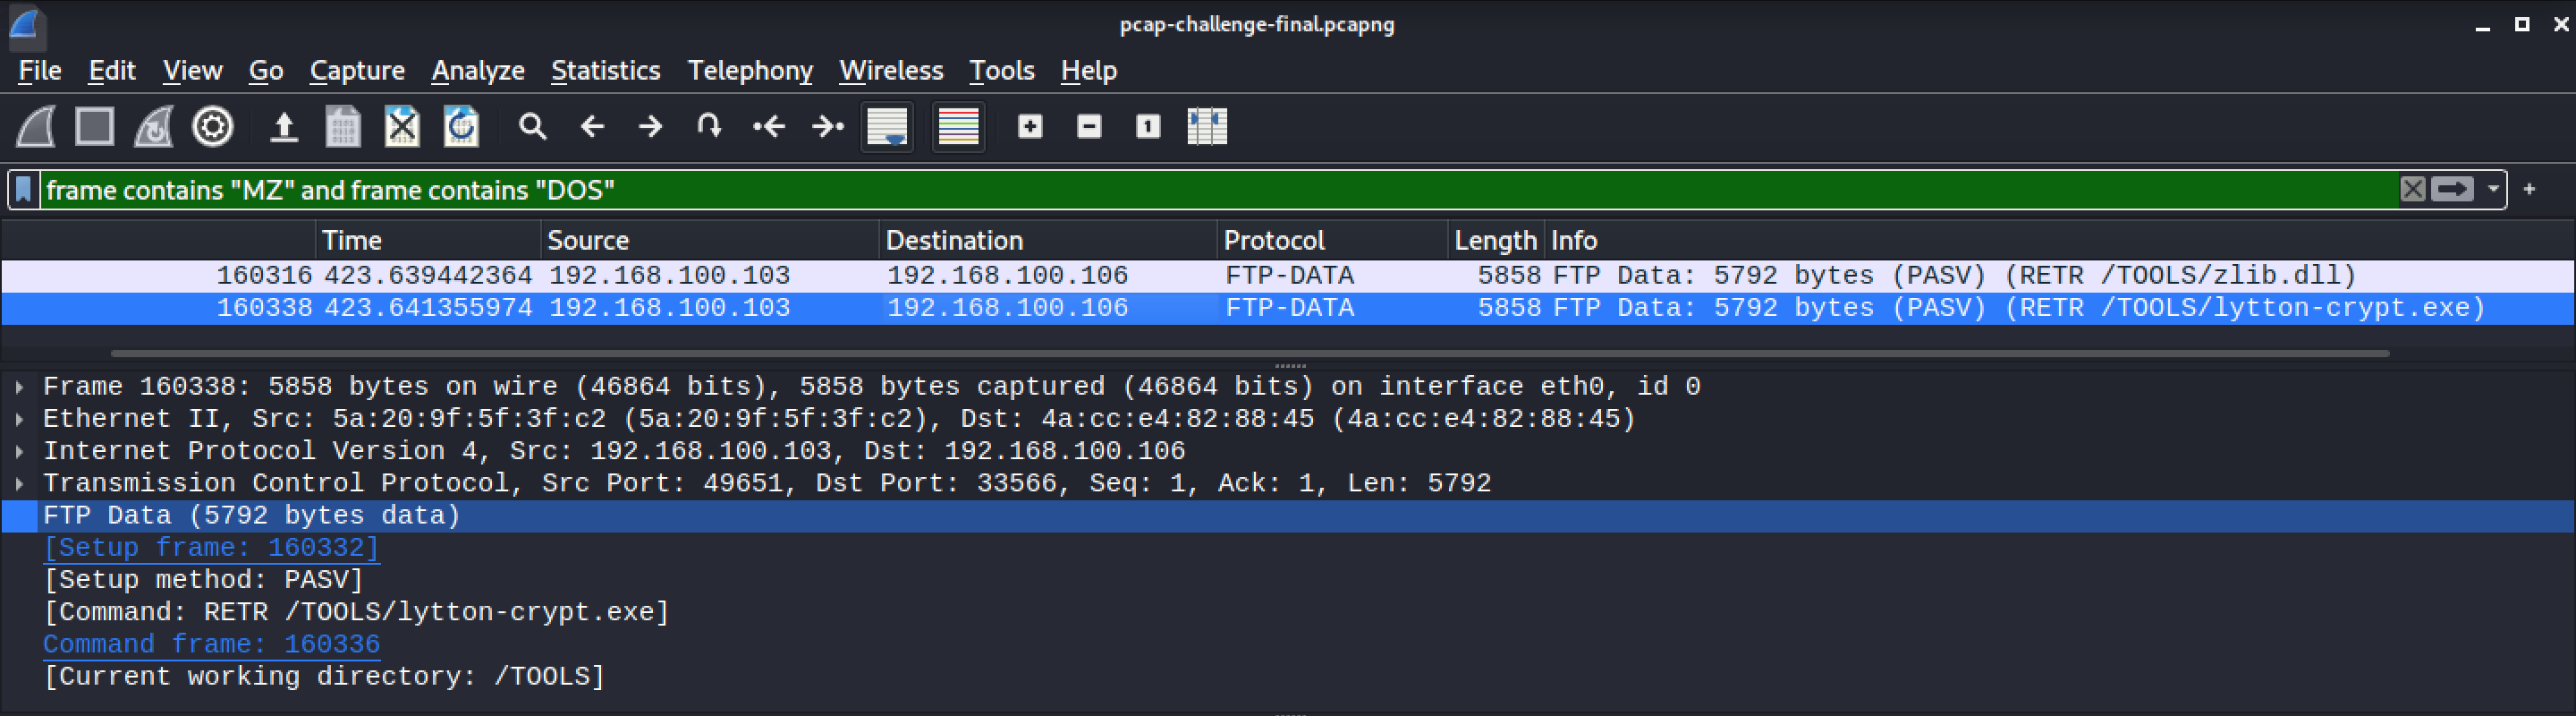 pcap-challenge-final.pcapng
File Edit View Go Capture Analyze Statistics Telephony Wireless Tools Help
frame contains "MZ" and frame contains "DOS"
Time Source Destination Protocol Length Info
160316 423.639442364 192.168.100.103 192.168.100.106 FTP-DATA 5858 FTP Data: 5792 bytes (PASV) (RETR /TOOLS/zlib.dll)
160338 423.641355974 192.168.100.103 192.168.100.106 FTP-DATA 5858 FTP Data: 5792 bytes (PASV) (RETR /TOOLS/lytton-crypt.exe)
Frame 160338: 5858 bytes on wire (46864 bits), 5858 bytes captured (46864 bits) on interface eth0, id 0
Ethernet II, Src: 5a:20:9f:5f:3f:c2 (5a:20:9f:5f:3f:c2), Dst: 4a:cc:e4:82:88:45 (4a:cc:e4:82:88:45)
Internet Protocol Version 4, Src: 192.168.100.103, Dst: 192.168.100.106
Transmission Control Protocol, Src Port: 49651, Dst Port: 33566, Seq: 1, Ack: 1, Len: 5792
FTP Data (5792 bytes data)
[Setup frame: 160332]
[Setup method: PASV]
[Command: RETR /TOOLS/lytton-crypt.exe]
Command frame: 160336
[Current working directory: /TOOLS]